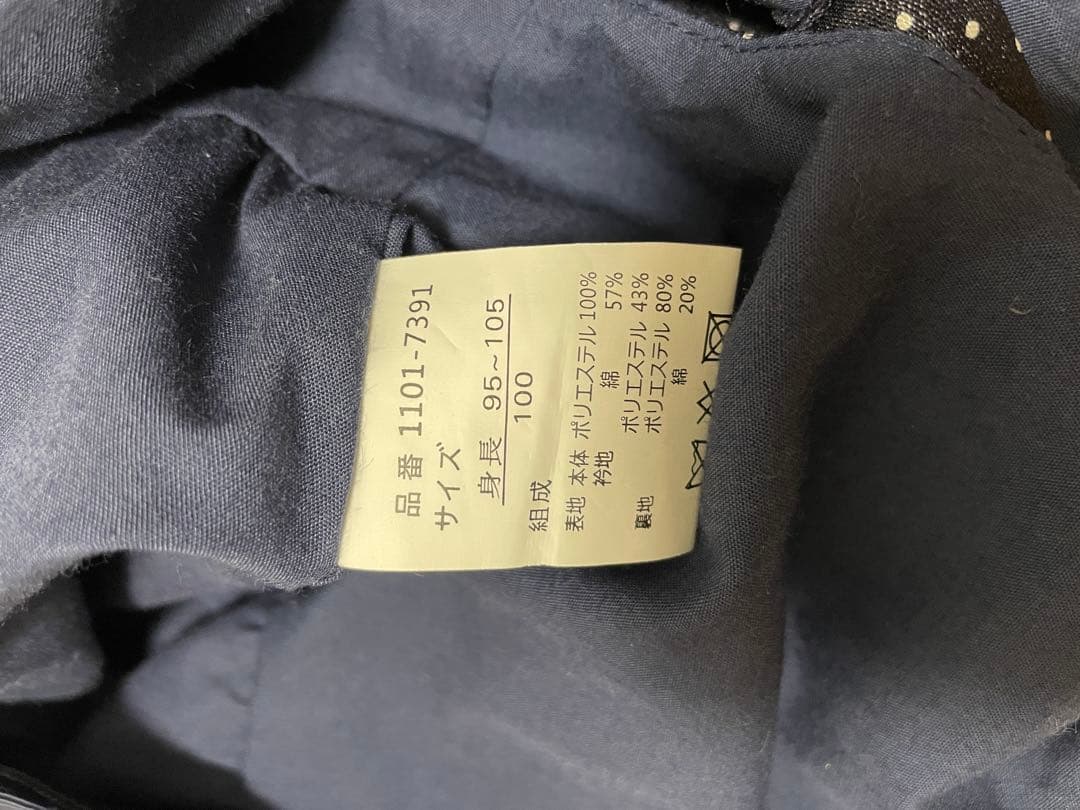 品番 1101-7391
サイズ
身長 95~105
100
組成
表地 本体 ポリエステル 100%
衿地 綿 57%
ポリエステル 43%
裏地 ポリエステル 80%
綿 20%